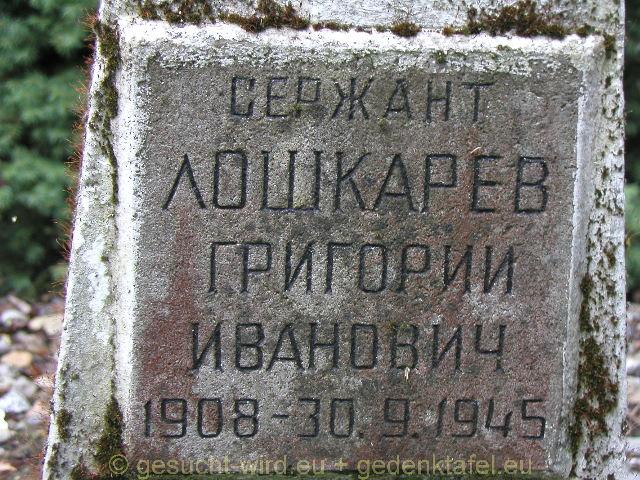 СЕРЖАНТ
ЛОШКАРЕВ
ГРИГОРИИ
ИВАНОВИЧ
1908-30.9.1945
© gesucht-wird.eu + gedenktafel.eu